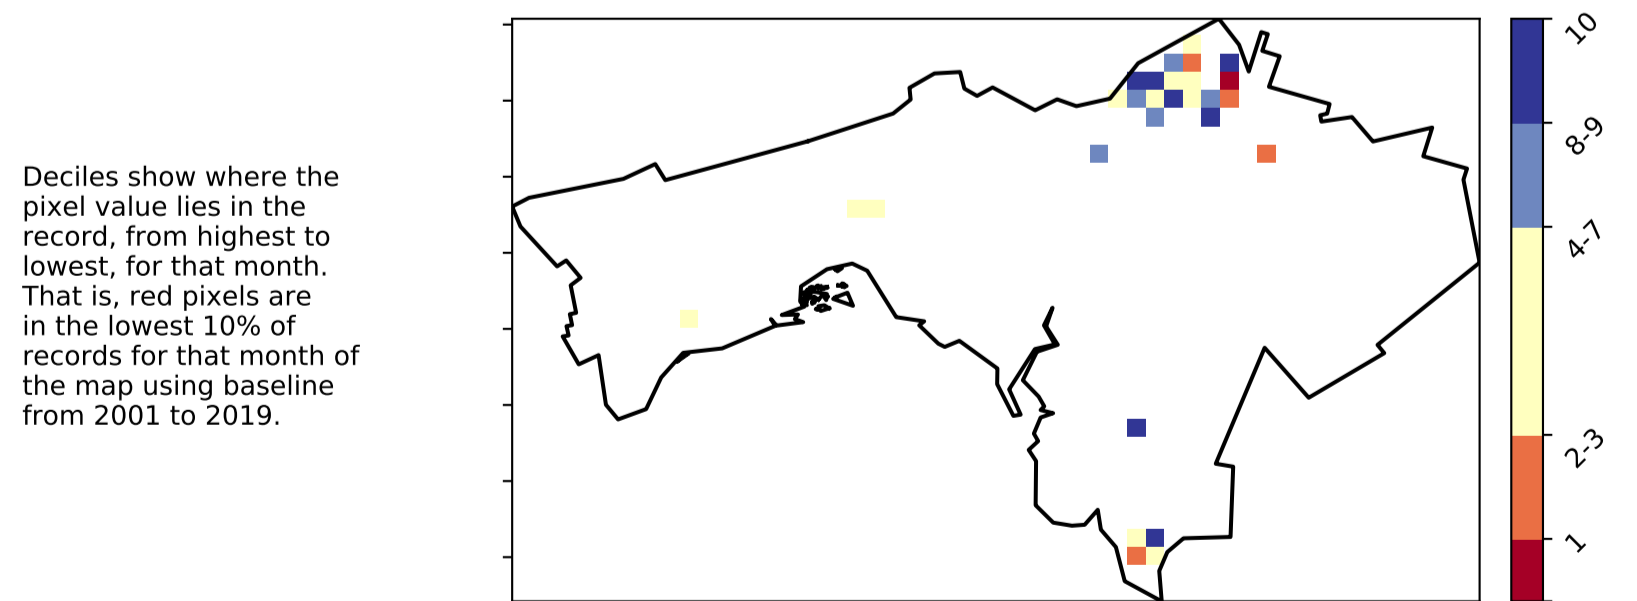 Deciles show where the
pixel value lies in the
record, from highest to
lowest, for that month.
That is, red pixels are
in the lowest 10% of
records for that month of
the map using baseline
from 2001 to 2019.
10
8-9
4-7
2-3
1